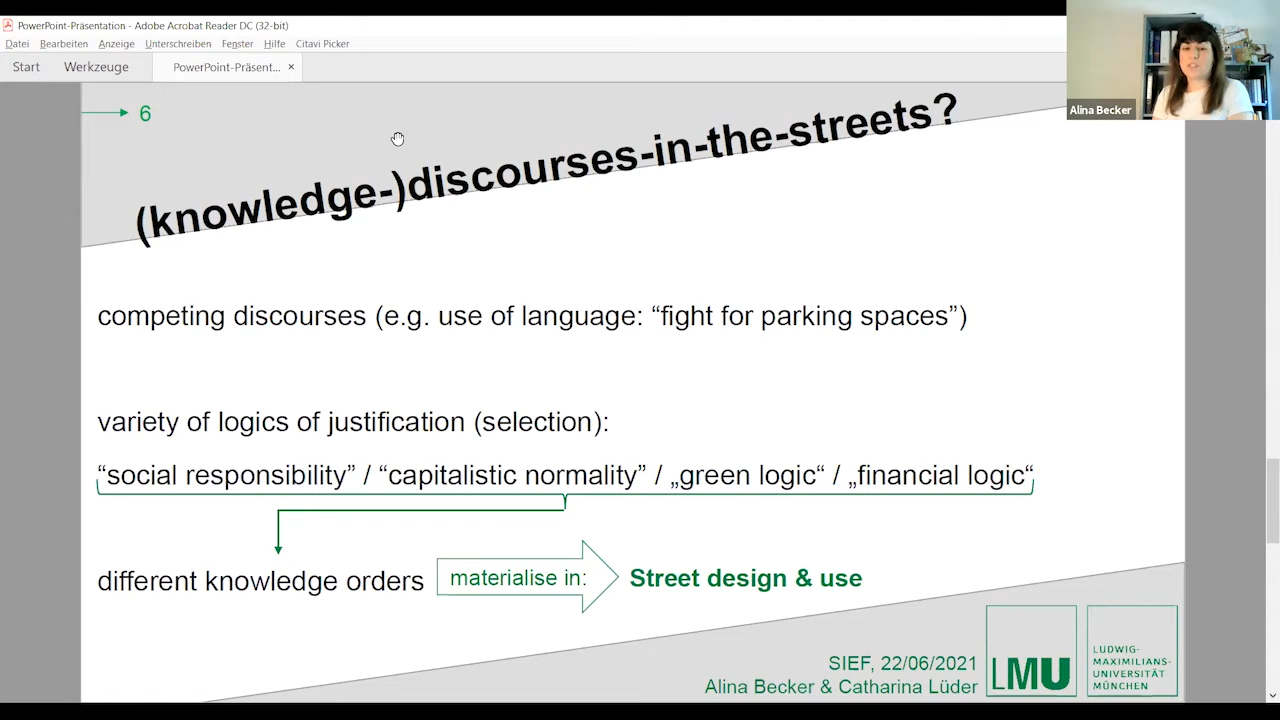 PowerPoint-Präsentation - Adobe Acrobat Reader DC (32-bit)
Datei Bearbeiten Anzeige Unterschreiben Fenster Hilfe Citavi Picker
Start Werkzeuge PowerPoint-Präsent... ×
Alina Becker
6
(knowledge-)discourses-in-the-streets?
competing discourses (e.g. use of language: “fight for parking spaces”)
variety of logics of justification (selection):
“social responsibility” / “capitalistic normality” / „green logic“ / „financial logic“
different knowledge orders materialise in: Street design & use
SIEF, 22/06/2021
Alina Becker & Catharina Lüder
LMU
LUDWIG-
MAXIMILIANS-
UNIVERSITÄT
MÜNCHEN